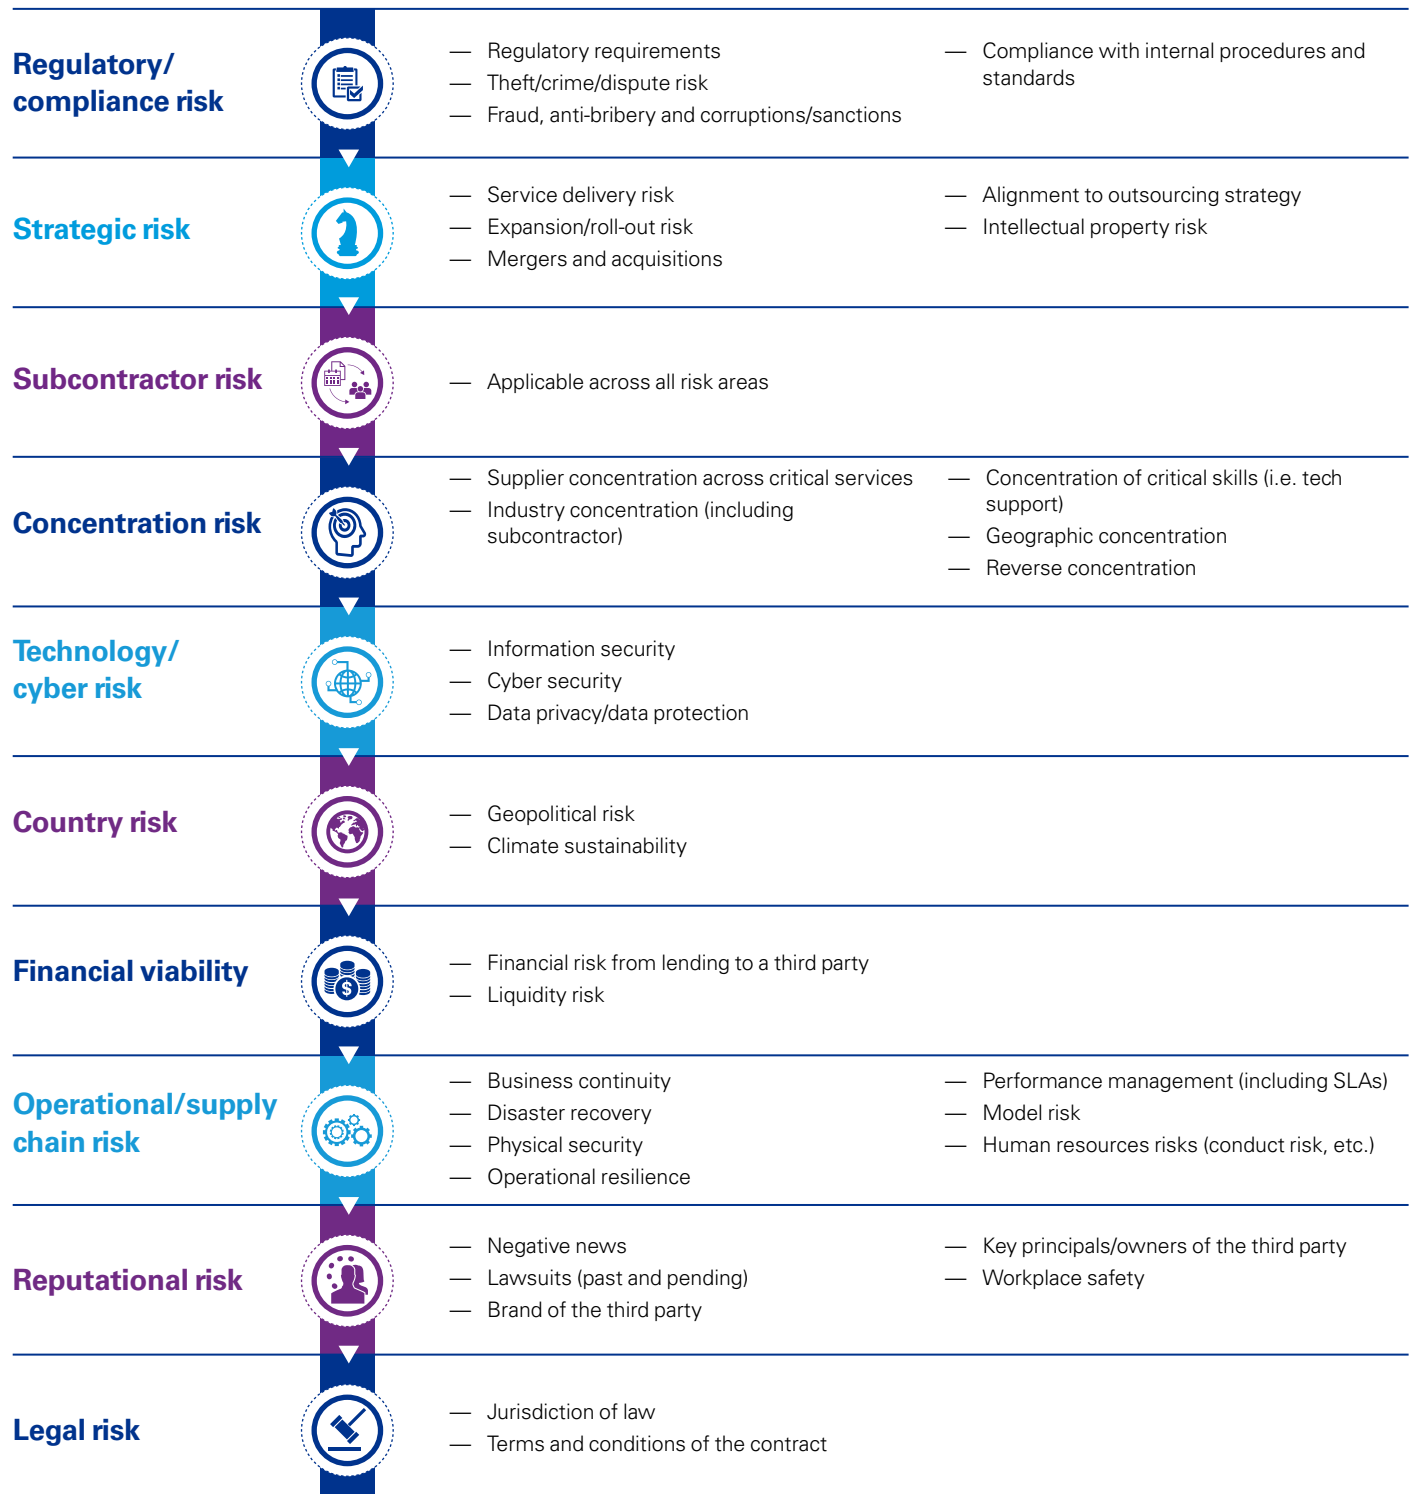 Regulatory/
compliance risk
— Regulatory requirements
— Theft/crime/dispute risk
— Fraud, anti-bribery and corruptions/sanctions
— Compliance with internal procedures and
standards
Strategic risk
— Service delivery risk
— Expansion/roll-out risk
— Mergers and acquisitions
— Alignment to outsourcing strategy
— Intellectual property risk
Subcontractor risk
— Applicable across all risk areas
Concentration risk
— Supplier concentration across critical services
— Industry concentration (including
subcontractor)
— Concentration of critical skills (i.e. tech
support)
— Geographic concentration
— Reverse concentration
Technology/
cyber risk
— Information security
— Cyber security
— Data privacy/data protection
Country risk
— Geopolitical risk
— Climate sustainability
Financial viability
$
— Financial risk from lending to a third party
— Liquidity risk
Operational/supply
chain risk
— Business continuity
— Disaster recovery
— Physical security
— Operational resilience
— Performance management (including SLAs)
— Model risk
— Human resources risks (conduct risk, etc.)
Reputational risk
— Negative news
— Lawsuits (past and pending)
— Brand of the third party
— Key principals/owners of the third party
— Workplace safety
Legal risk
— Jurisdiction of law
— Terms and conditions of the contract